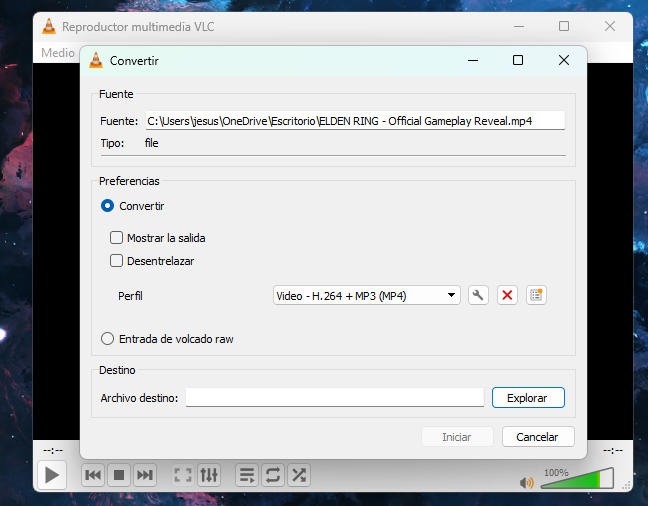 Reproductor multimedia VLC
Medio
Convertir
Fuente
Fuente: C:\Users\jesus\OneDrive\Escritorio\ELDEN RING - Official Gameplay Reveal.mp4
Tipo: file
Preferencias
Convertir
Mostrar la salida
Desentrelazar
Perfil Video - H.264 + MP3 (MP4)
Entrada de volcado raw
Destino
Archivo destino: Explorar
Iniciar Cancelar
--:-- --:--
100%